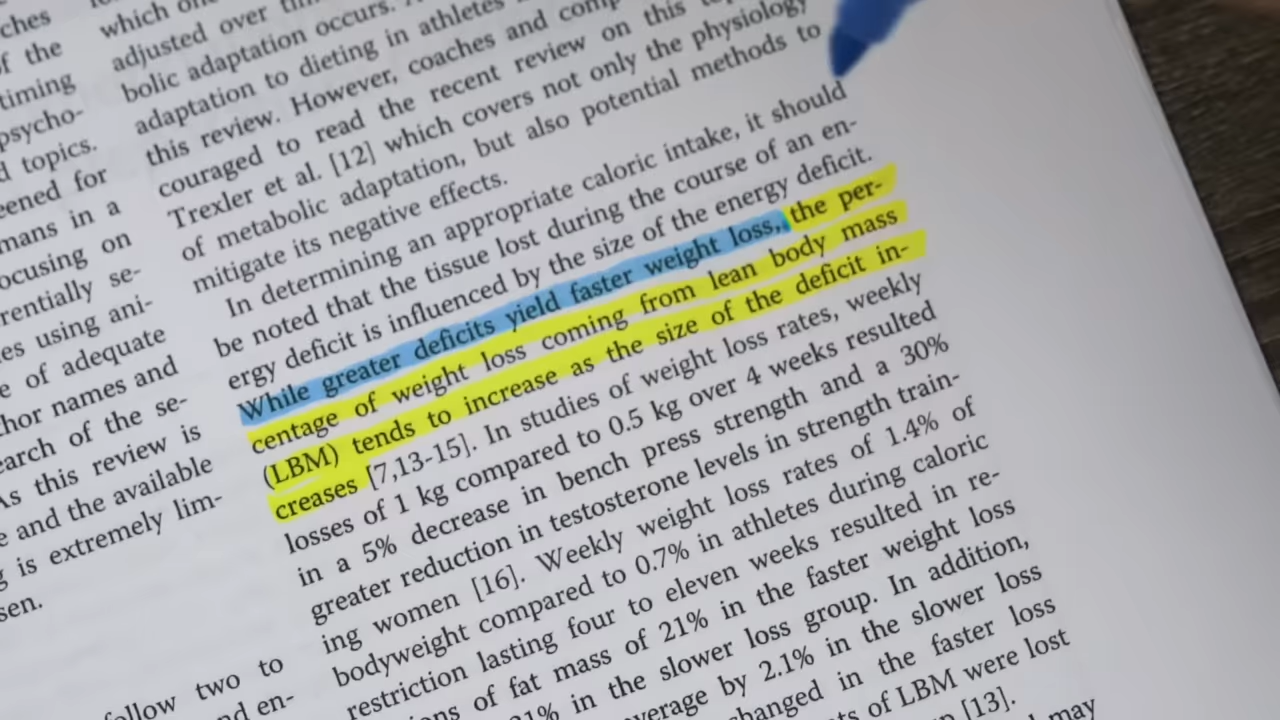 ches
f the
timing
psycho-
d topics.
eened for
mans in a
ocusing on
rentially se-
es using ani-
e of adequate
hor names and
earch of the se-
As this review is
e and the available
g is extremely lim-
sen.
ollow two to
nd en-
which
adjusted over
bolic adaptation occurs.
adaptation to dieting in athletes
this review. However, coaches and
couraged to read the recent review on this
Trexler et al. [12] which covers not only the physiology
of metabolic adaptation, but also potential methods to
mitigate its negative effects.
In determining an appropriate caloric intake, it should
be noted that the tissue lost during the course of an en-
ergy deficit is influenced by the size of the energy deficit.
While greater deficits yield faster weight loss, the per-
centage of weight loss coming from lean body mass
(LBM) tends to increase as the size of the deficit in-
creases [7,13-15]. In studies of weight loss rates, weekly
losses of 1 kg compared to 0.5 kg over 4 weeks resulted
in a 5% decrease in bench press strength and a 30%
greater reduction in testosterone levels in strength train-
ing women [16]. Weekly weight loss rates of 1.4% of
bodyweight compared to 0.7% in athletes during caloric
restriction lasting four to eleven weeks resulted in re-
ons of fat mass of 21% in the faster weight loss
31% in the slower loss group. In addition,
verage by 2.1% in the slower loss
hanged in the faster loss
ts of LBM were lost
[13].
may